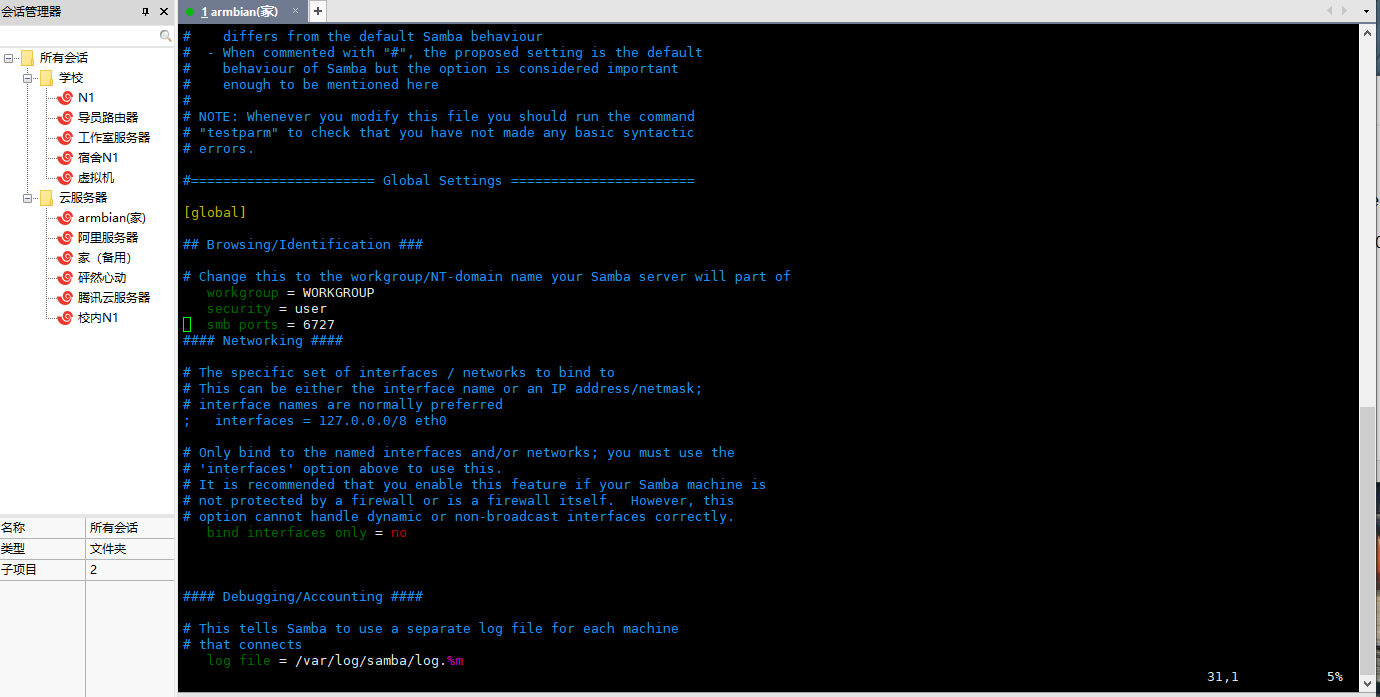 会话管理器
所有会话
学校
N1
导员路由器
工作室服务器
宿舍N1
虚拟机
云服务器
armbian(家)
阿里服务器
家（备用）
砰然心动
腾讯云服务器
校内N1
名称 所有会话
类型 文件夹
子项目 2
1 armbian(家) × +
#    differs from the default Samba behaviour
#  - When commented with "#", the proposed setting is the default
#    behaviour of Samba but the option is considered important
#    enough to be mentioned here
#
# NOTE: Whenever you modify this file you should run the command
# "testparm" to check that you have not made any basic syntactic
# errors.
#======================= Global Settings =======================
[global]
## Browsing/Identification ###
# Change this to the workgroup/NT-domain name your Samba server will part of
   workgroup = WORKGROUP
   security = user
   smb ports = 6727
#### Networking ####
# The specific set of interfaces / networks to bind to
# This can be either the interface name or an IP address/netmask;
# interface names are normally preferred
;   interfaces = 127.0.0.0/8 eth0
# Only bind to the named interfaces and/or networks; you must use the
# 'interfaces' option above to use this.
# It is recommended that you enable this feature if your Samba machine is
# not protected by a firewall or is a firewall itself.  However, this
# option cannot handle dynamic or non-broadcast interfaces correctly.
   bind interfaces only = no
#### Debugging/Accounting ####
# This tells Samba to use a separate log file for each machine
# that connects
   log file = /var/log/samba/log.%m
31,1 5%